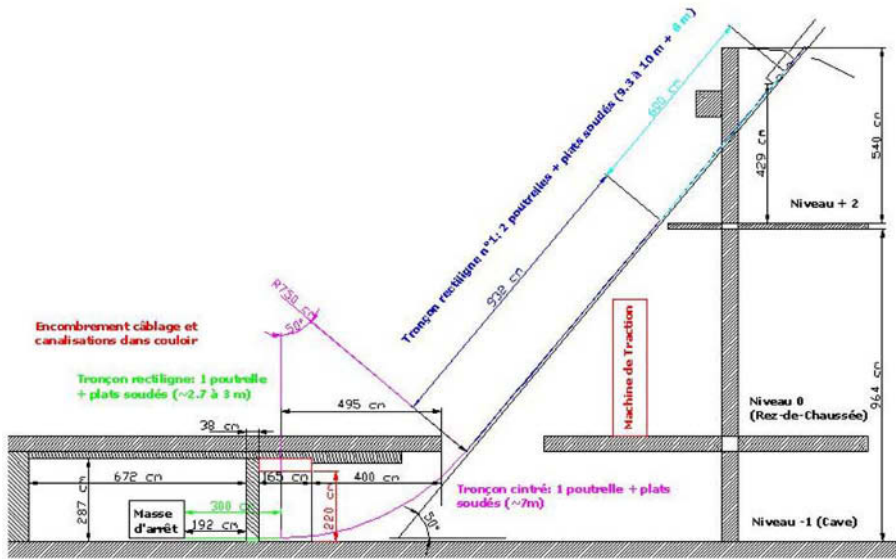 Tronçon rectiligne n°1: 2 poutrelles + plats soudés (9.3 à 10 m + 6 m)
600 cm
429 cm
540 cm
Niveau + 2
932 cm
R750 cm
50°
Encombrement câblage et
canalisations dans couloir
Tronçon rectiligne: 1 poutrelle
+ plats soudés (~2.7 à 3 m)
495 cm
38 cm
Machine de Traction
964 cm
Niveau 0
(Rez-de-Chaussée)
672 cm
165 cm
400 cm
287 cm
Masse
d'arrêt
300 cm
192 cm
220 cm
Tronçon cintré: 1 poutrelle + plats
soudés (~7m)
50°
Niveau -1 (Cave)